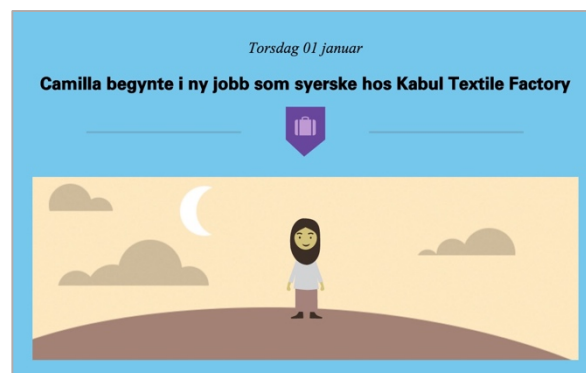 Torsdag 01 januar
Camilla begynte i ny jobb som syerske hos Kabul Textile Factory